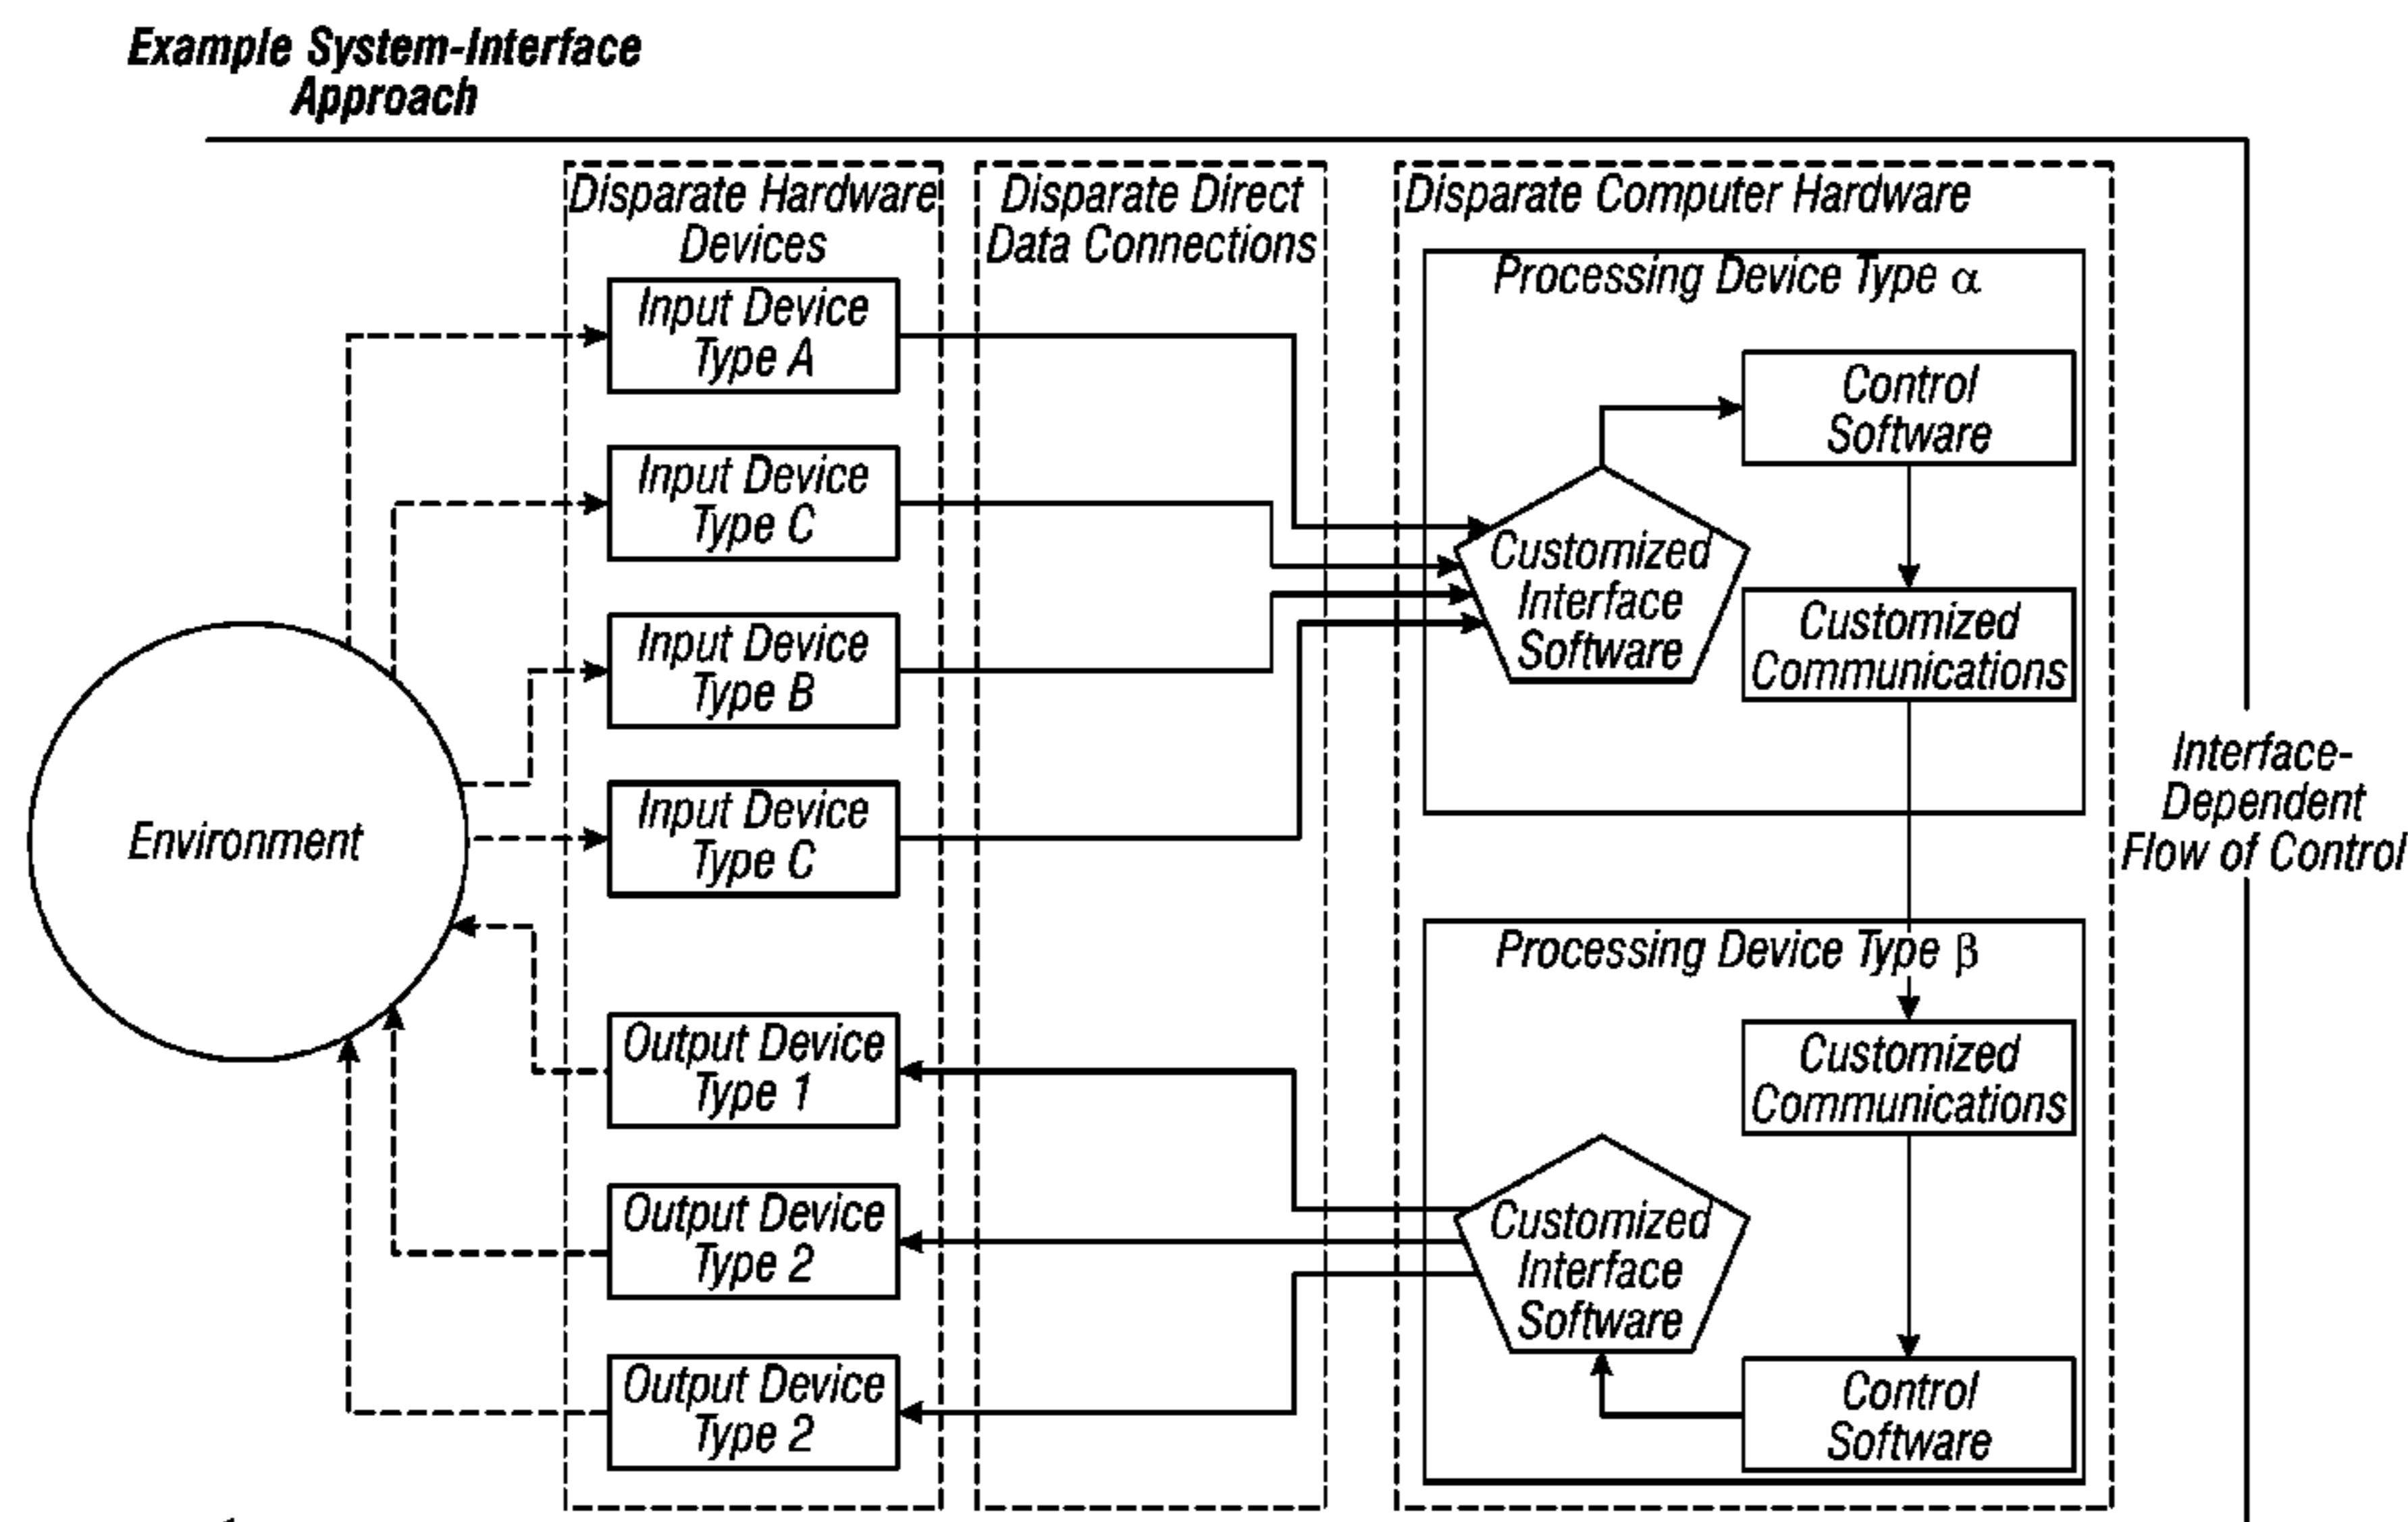 Example System-Interface
Approach
Disparate Hardware
Devices
Disparate Direct
Data Connections
Disparate Computer Hardware
Processing Device Type α
Input Device
Type A
Input Device
Type C
Input Device
Type B
Input Device
Type C
Control
Software
Customized
Interface
Software
Customized
Communications
Interface-
Dependent
Flow of Control
Environment
Processing Device Type β
Output Device
Type 1
Output Device
Type 2
Output Device
Type 2
Customized
Communications
Customized
Interface
Software
Control
Software